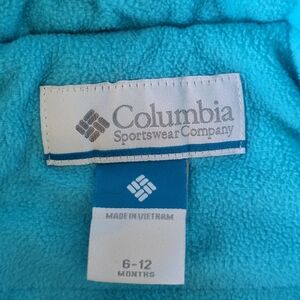 Columbia
Sportswear Company
MADE IN VIETNAM
6-12
MONTHS